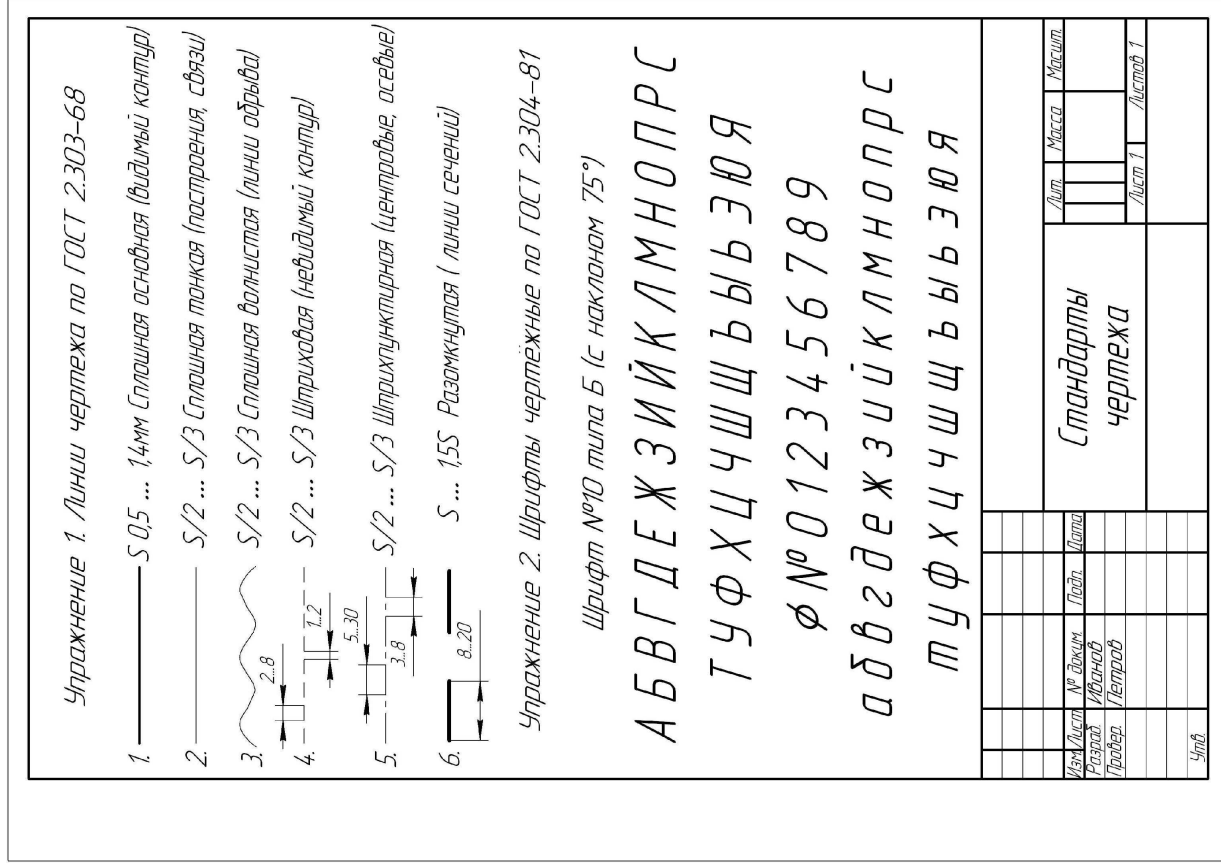 Упражнение 1. Линии чертежа по ГОСТ 2.303-68
1. S 0,5 ... 1,4мм Сплошная основная (видимый контур)
2. S/2 ... S/3 Сплошная тонкая (построения, связи)
3. S/2 ... S/3 Сплошная волнистая (линии обрыва)
2...8
4. S/2 ... S/3 Штриховая (невидимый контур)
1...2
5...30
5. S/2 ... S/3 Штрихпунктирная (центровые, осевые)
3...8
6. S ... 1,5S Разомкнутая ( линии сечений)
8...20
Упражнение 2. Шрифты чертёжные по ГОСТ 2.304-81
Шрифт №10 типа Б (с наклоном 75°)
А Б В Г Д Е Ж З И Й К Л М Н О П Р С
Т У Ф Х Ц Ч Ш Щ Ъ Ы Ь Э Ю Я
ø № 0 1 2 3 4 5 6 7 8 9
а б в г д е ж з и й к л м н о п р с
т у ф х ц ч ш щ ъ ы ь э ю я
Изм. Лист № докум. Подп. Дата
Разраб. Иванов
Провер. Петров
Утв.
Стандарты
чертежа
Лит. Масса Масшт.
Лист 1 Листов 1